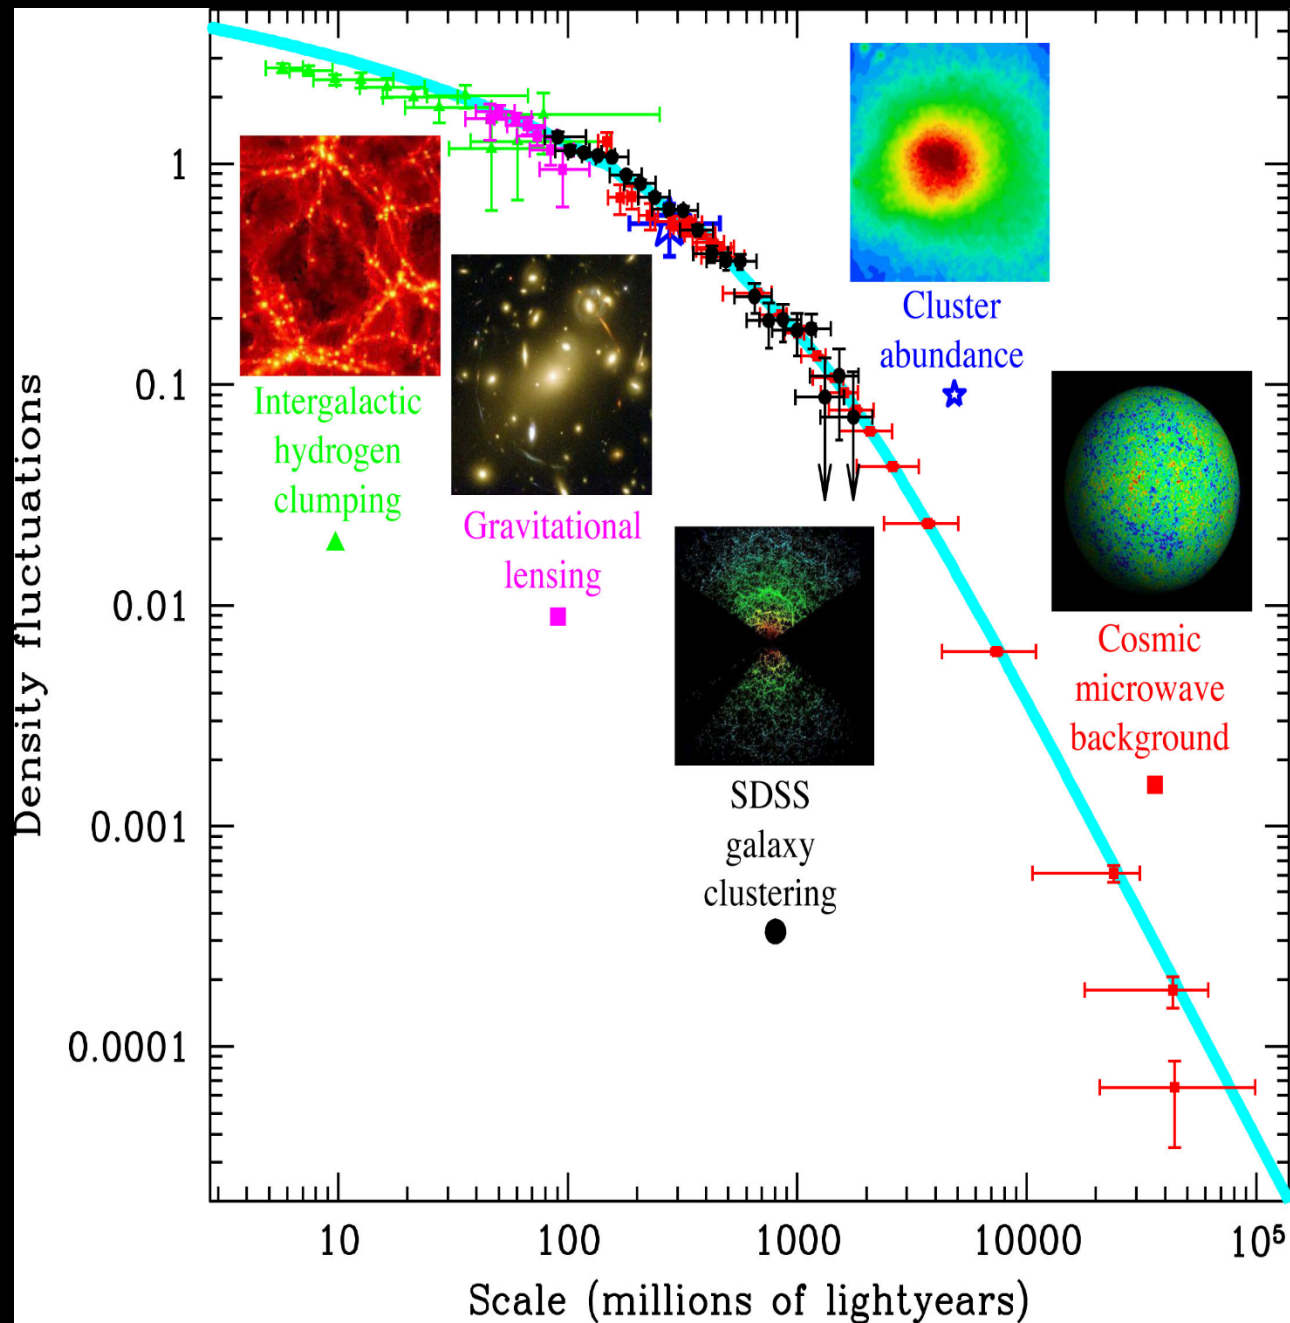 Density fluctuations
1
0.1
0.01
0.001
0.0001
Intergalactic
hydrogen
clumping
Gravitational
lensing
SDSS
galaxy
clustering
Cluster
abundance
Cosmic
microwave
background
10
100
1000
10000
10⁵
Scale (millions of lightyears)